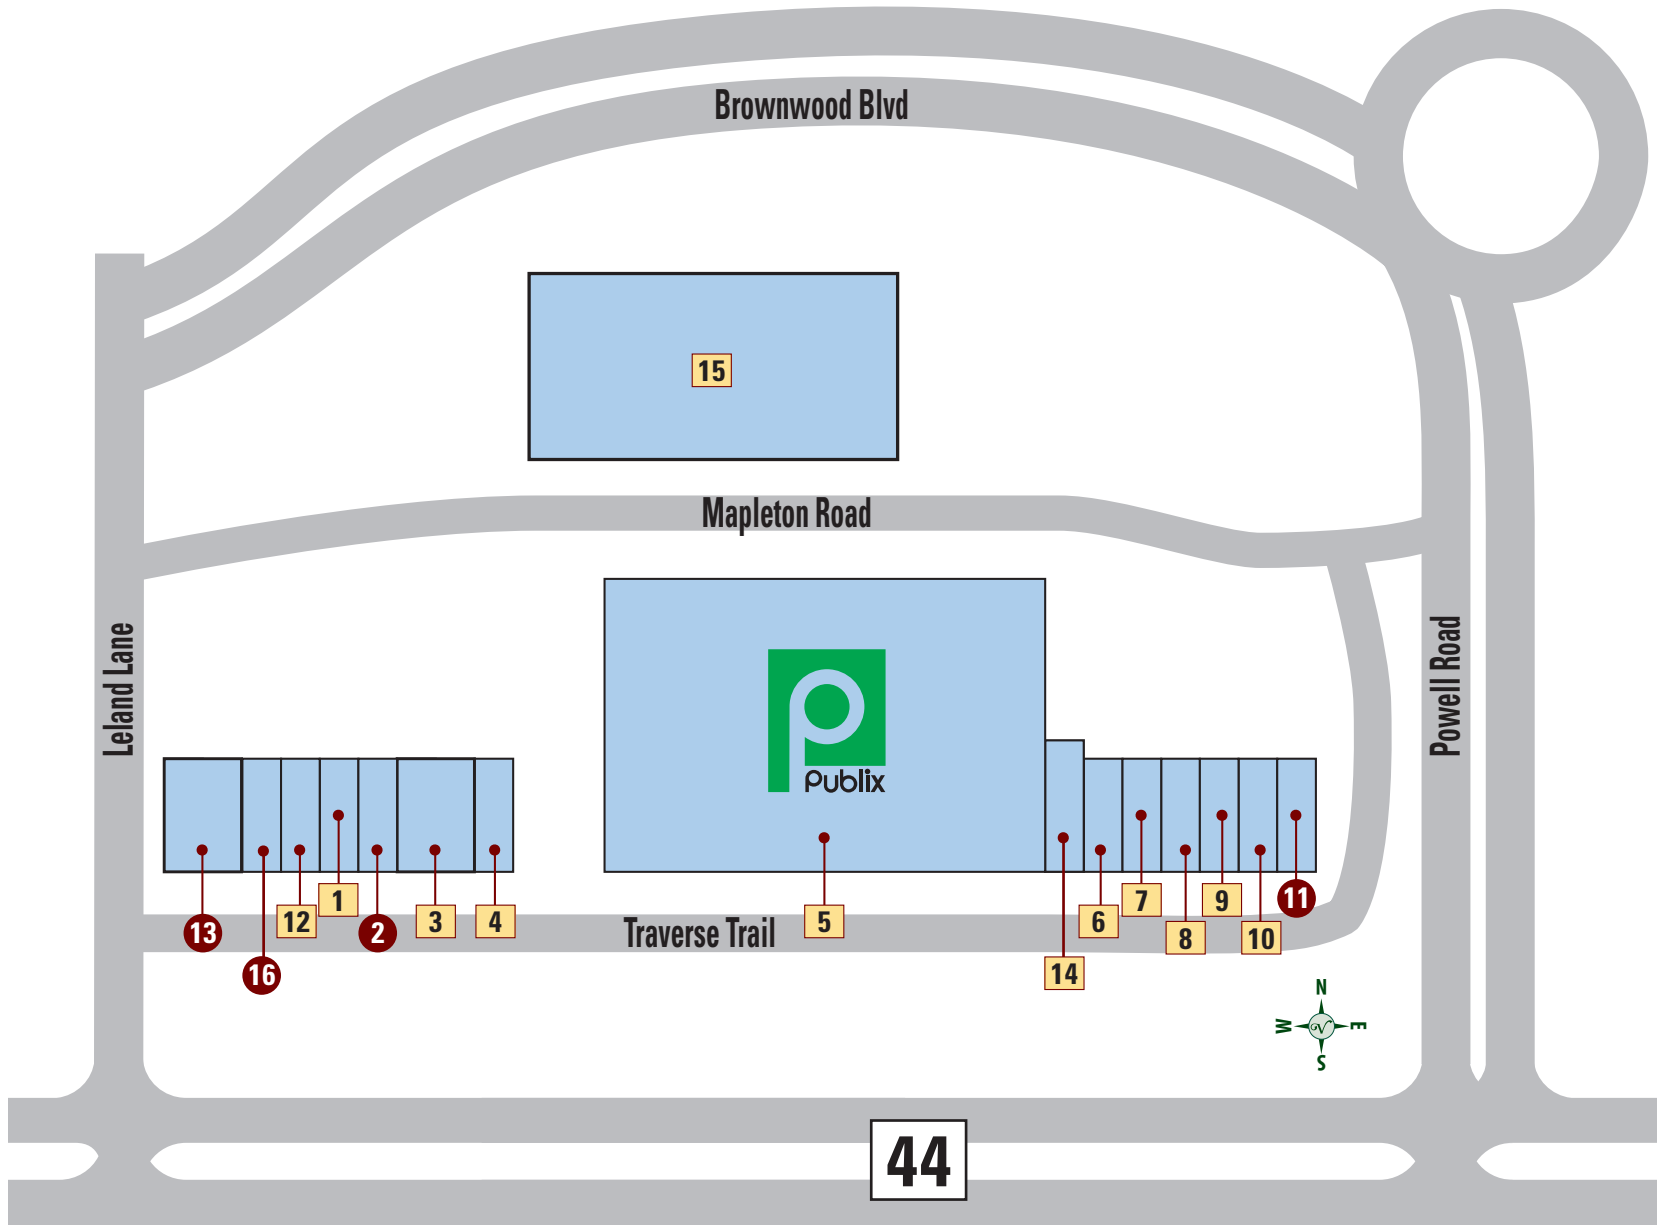 Brownwood Blvd
15
Mapleton Road
Leland Lane
Powell Road
Publix
1
12
3
4
5
6
7
8
9
10
11
13
2
16
14
Traverse Trail
N
W
V
E
S
44